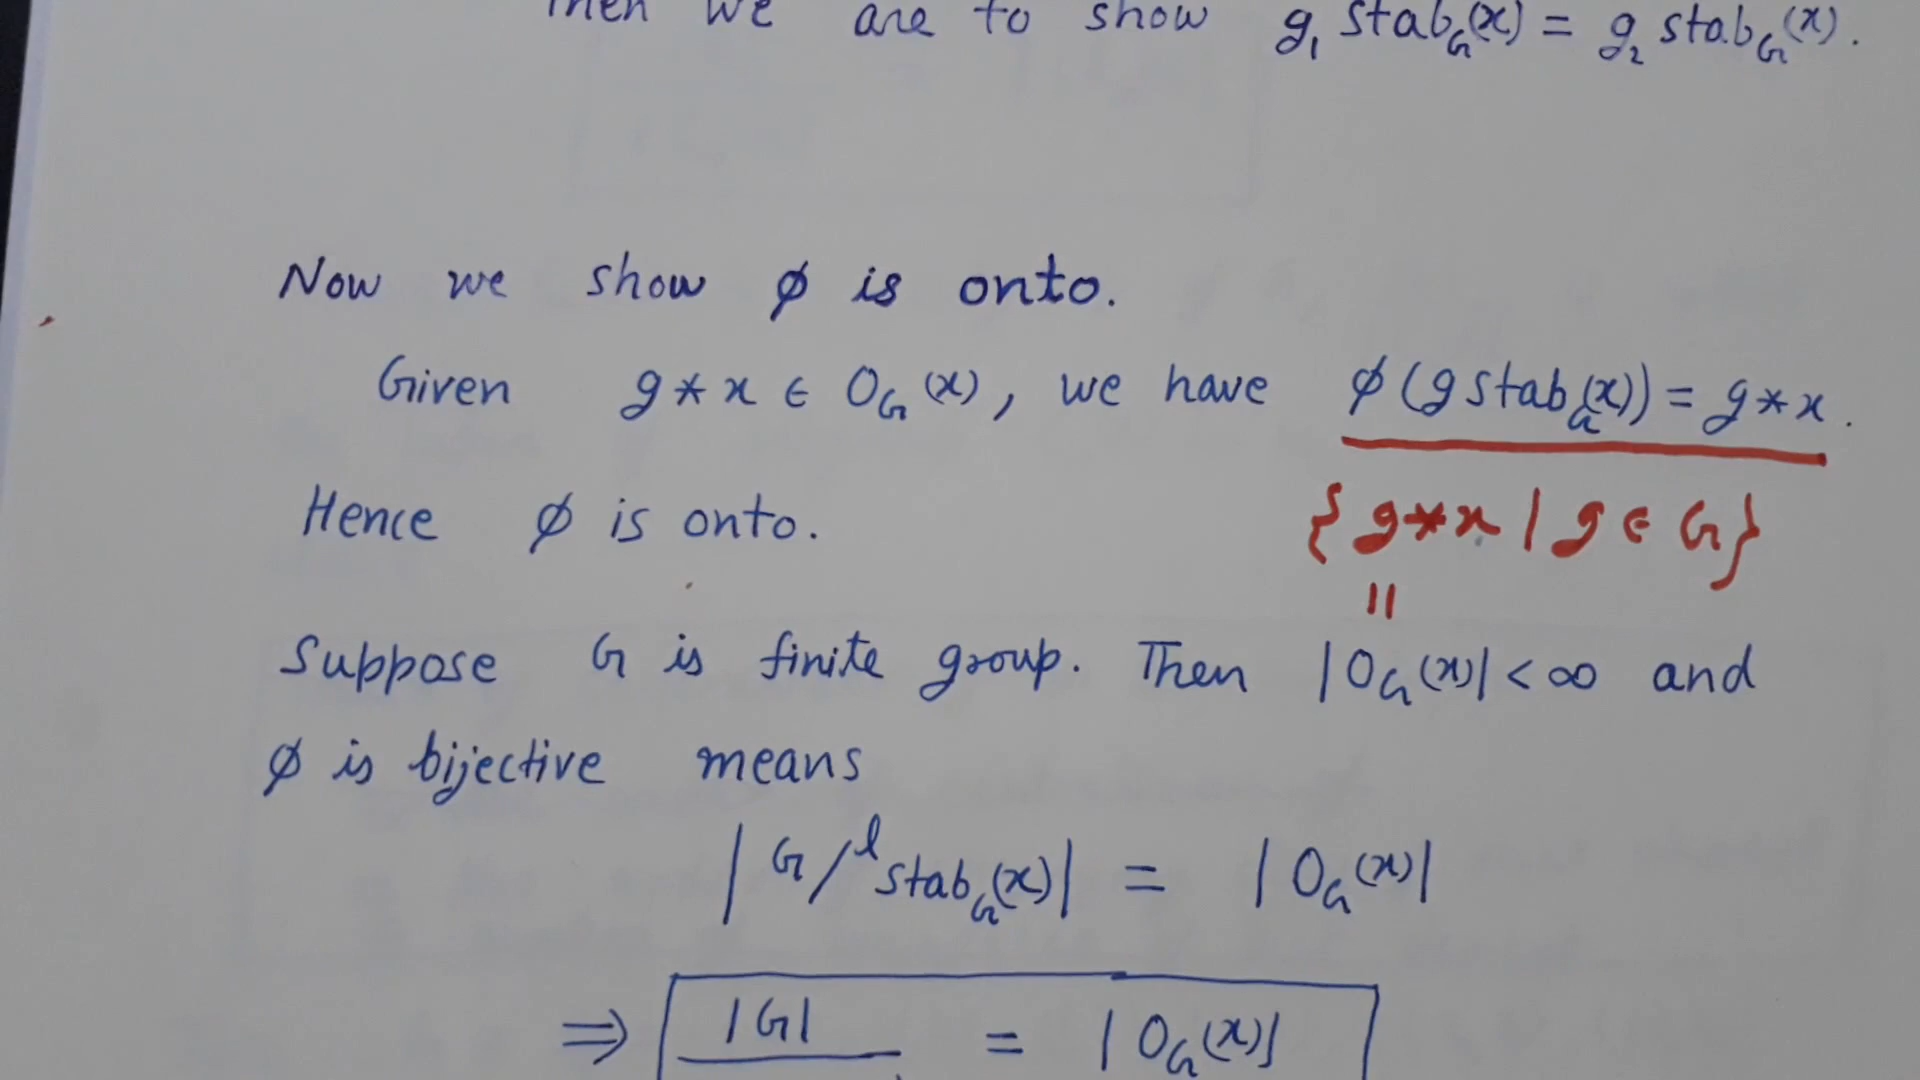 Then we are to show g₁ stab_G(x) = g₂ stab_G(x).
Now we show ϕ is onto.
Given g * x ∈ O_G(x), we have ϕ(g stab_G(x)) = g * x.
Hence ϕ is onto.
{g * x | g ∈ G}
||
Suppose G is finite group. Then |O_G(x)| < ∞ and
ϕ is bijective means
|G/ˡstab_G(x)| = |O_G(x)|
⇒ |G| = |O_G(x)|